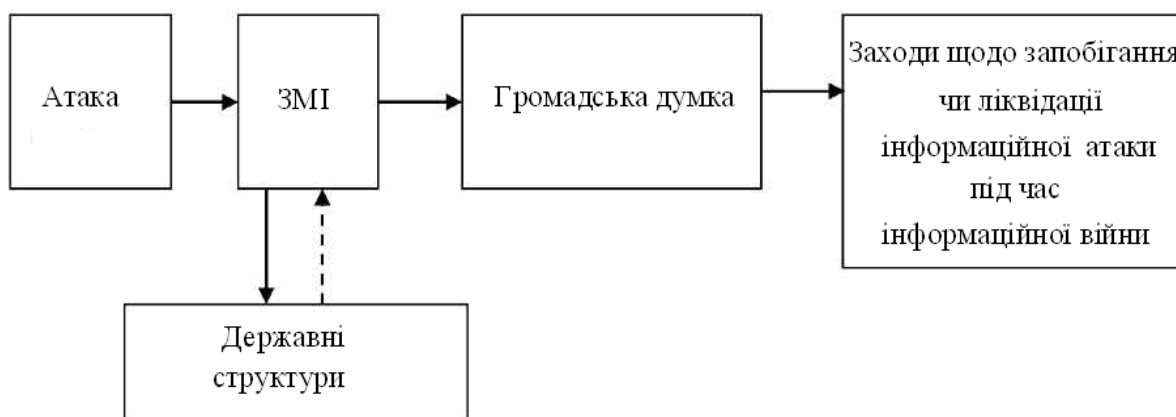 Атака
ЗМІ
Громадська думка
Заходи щодо запобігання
чи ліквідації
інформаційної атаки
під час
інформаційної війни
Державні
структури